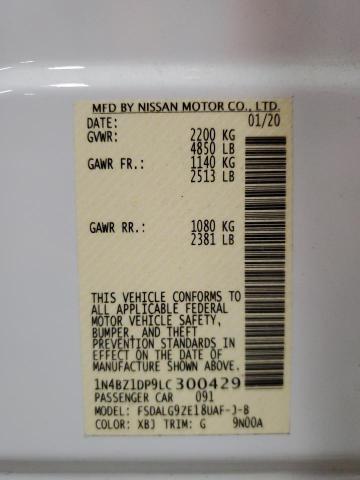 MFD BY NISSAN MOTOR CO., LTD.
DATE: 01/20
GVWR: 2200 KG
4850 LB
GAWR FR.: 1140 KG
2513 LB
GAWR RR.: 1080 KG
2381 LB
THIS VEHICLE CONFORMS TO
ALL APPLICABLE FEDERAL
MOTOR VEHICLE SAFETY,
BUMPER, AND THEFT
PREVENTION STANDARDS IN
EFFECT ON THE DATE OF
MANUFACTURE SHOWN ABOVE.
1N4BZ1DP9LC300429
PASSENGER CAR 091
MODEL: FSDALG9ZE18UAF-J-B
COLOR: XBJ TRIM: G 9N00A